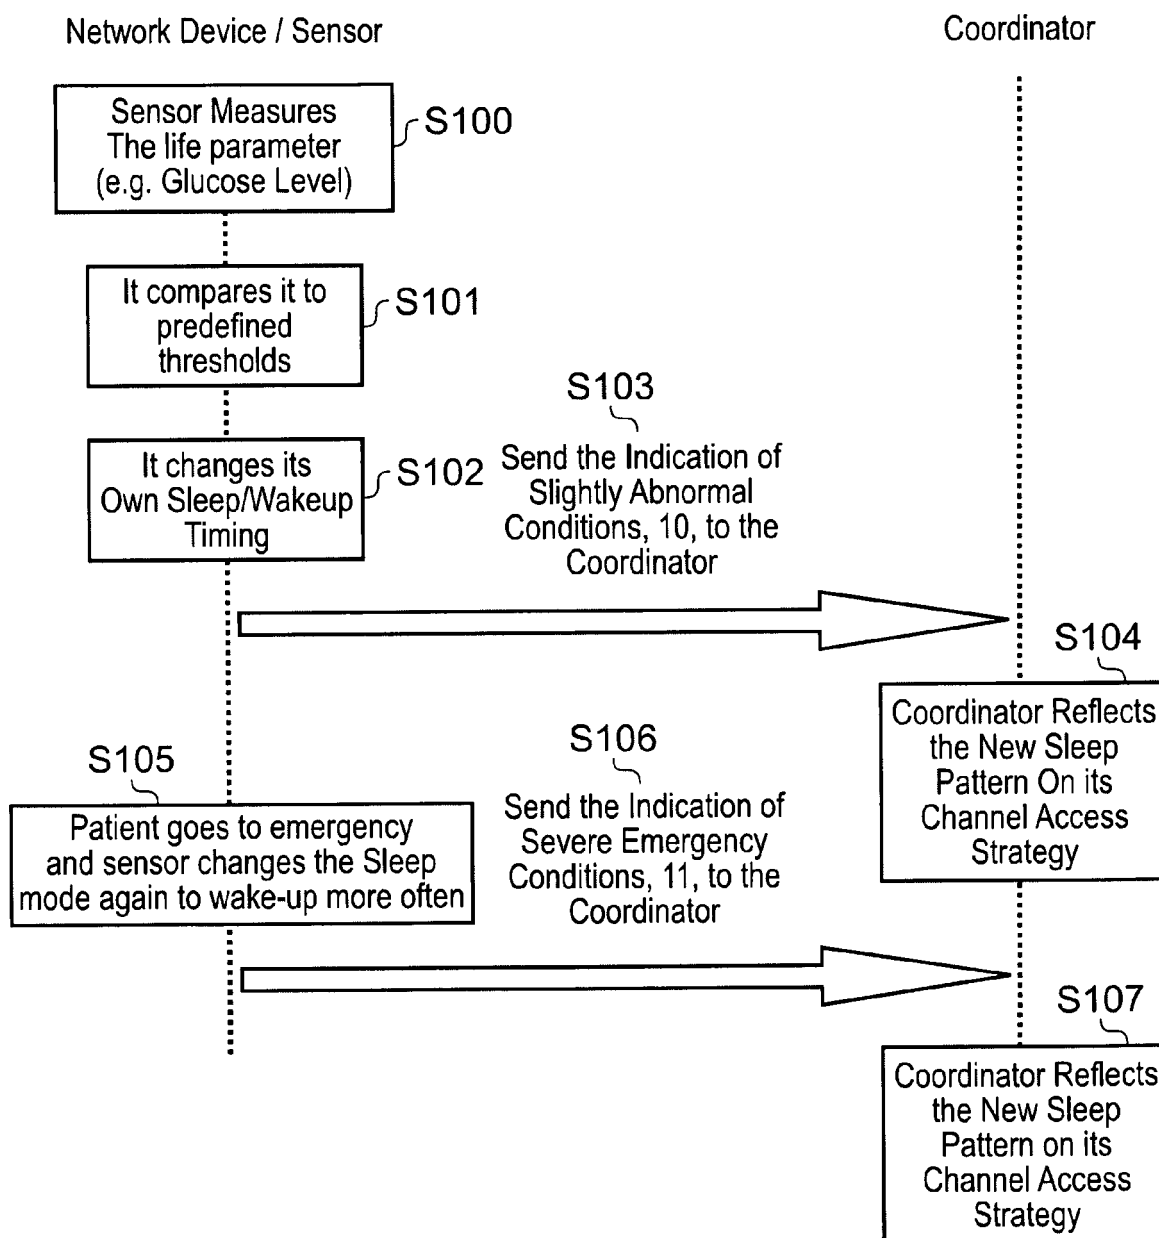 Network Device / Sensor
Coordinator
Sensor Measures
The life parameter
(e.g. Glucose Level)
S100
It compares it to
predefined
thresholds
S101
It changes its
Own Sleep/Wakeup
Timing
S102
S103
Send the Indication of
Slightly Abnormal
Conditions, 10, to the
Coordinator
S104
Coordinator Reflects
the New Sleep
Pattern On its
Channel Access
Strategy
S105
Patient goes to emergency
and sensor changes the Sleep
mode again to wake-up more often
S106
Send the Indication of
Severe Emergency
Conditions, 11, to the
Coordinator
S107
Coordinator Reflects
the New Sleep
Pattern on its
Channel Access
Strategy